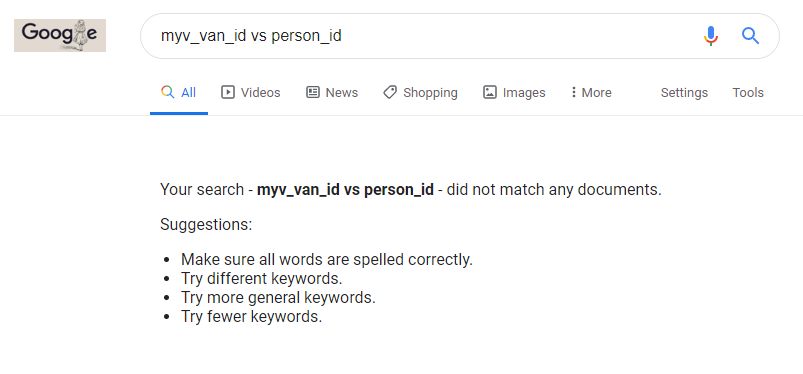 Google
myv_van_id vs person_id
All Videos News Shopping Images More Settings Tools
Your search - myv_van_id vs person_id - did not match any documents.
Suggestions:
Make sure all words are spelled correctly.
Try different keywords.
Try more general keywords.
Try fewer keywords.